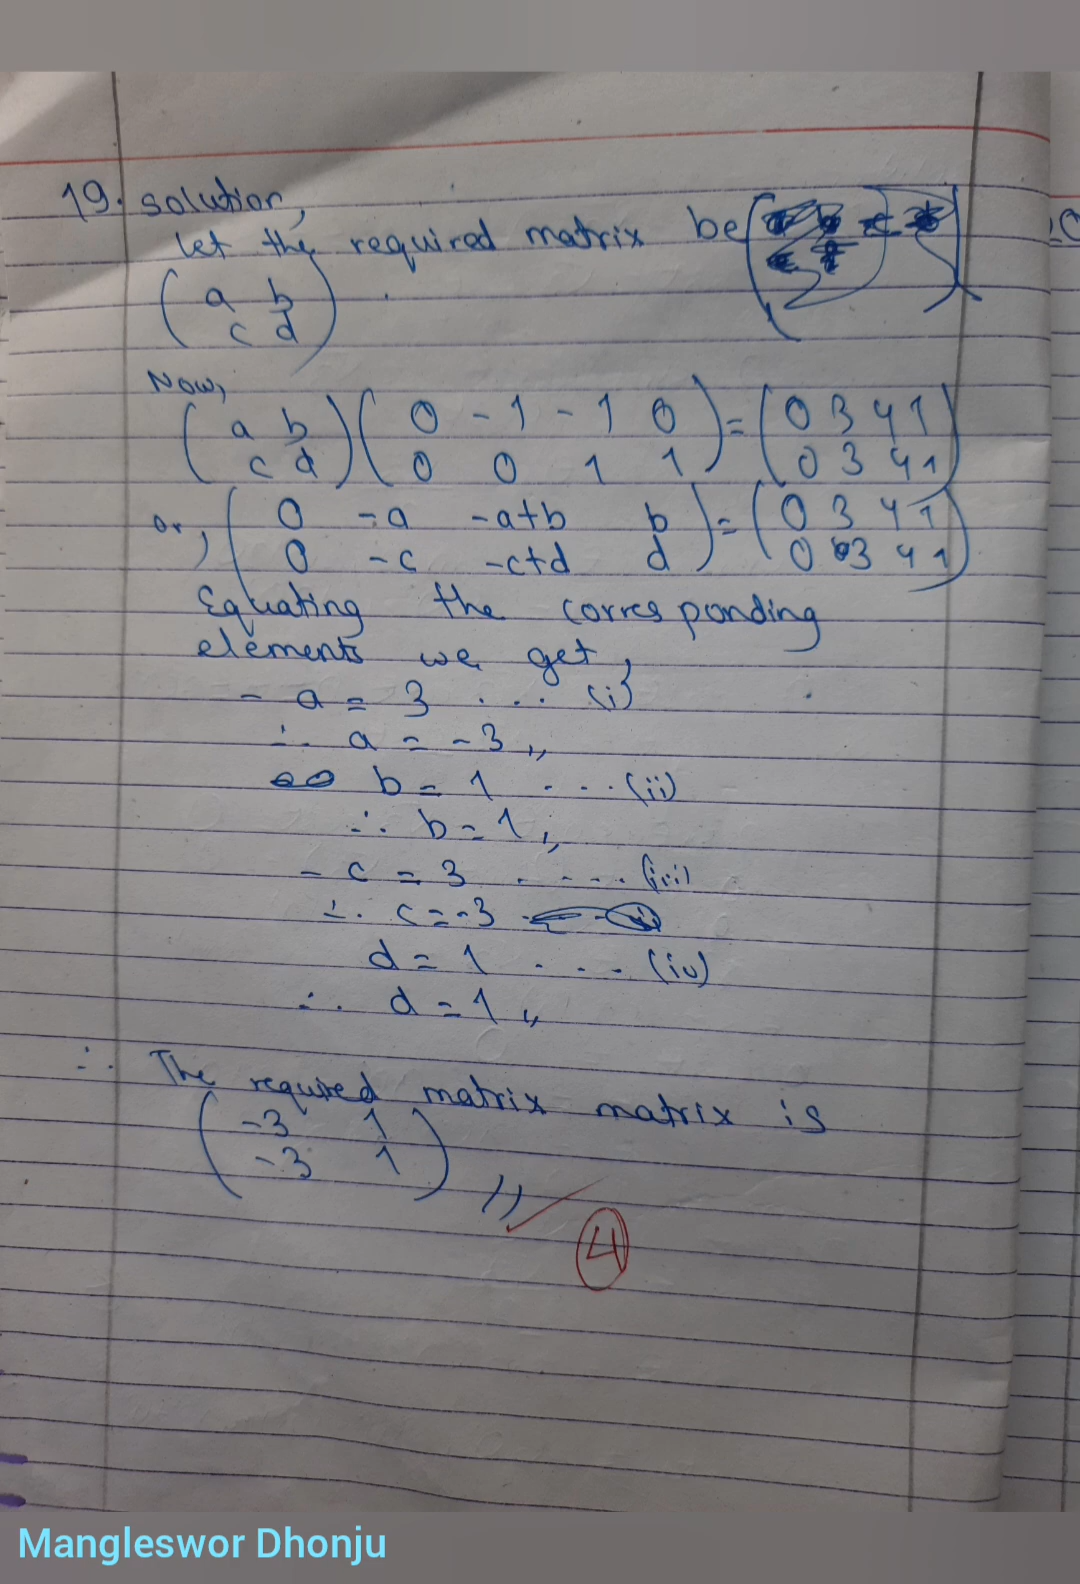 19. solution,
let the required matrix be
( a b
c d )
Now,
( a b ) ( 0 -1 -1 0 ) = ( 0 3 4 1 )
( c d ) ( 0 0 1 1 ) ( 0 3 4 1 )
or, ( 0 -a -a+b b ) = ( 0 3 4 1 )
( 0 -c -c+d d ) ( 0 3 4 1 )
Equating the corresponding
elements we get,
- a = 3 ... (i)
∴ a = -3 ,,
b = 1 ... (ii)
∴ b = 1 ,,
- c = 3 .... (iii)
∴ c = -3
d = 1 .... (iv)
∴ d = 1 ,,
∴ The required matrix matrix is
( -3 1
-3 1 ) //
4
Mangleswor Dhonju